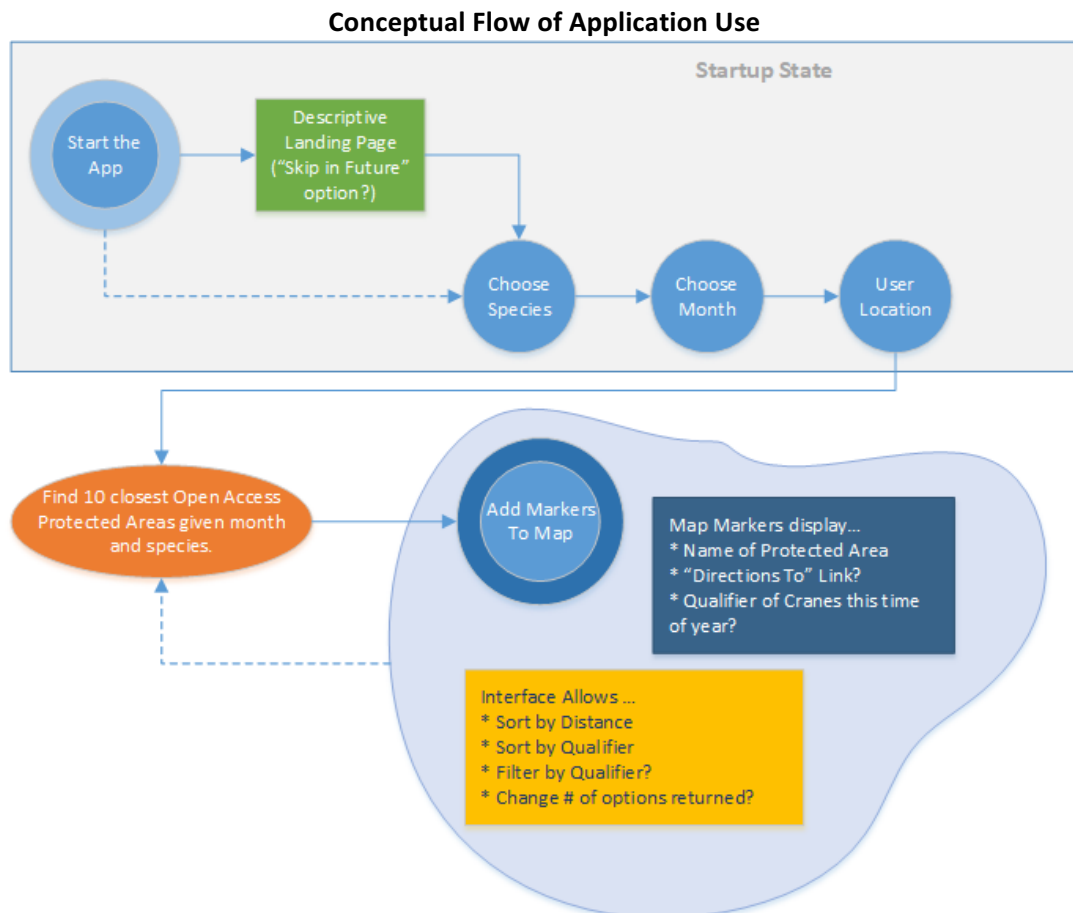 Conceptual Flow of Application Use
Startup State
Start the
App
Descriptive
Landing Page
(“Skip in Future”
option?)
Choose
Species
Choose
Month
User
Location
Find 10 closest Open Access
Protected Areas given month
and species.
Add Markers
To Map
Map Markers display...
* Name of Protected Area
* “Directions To” Link?
* Qualifier of Cranes this time
of year?
Interface Allows ...
* Sort by Distance
* Sort by Qualifier
* Filter by Qualifier?
* Change # of options returned?